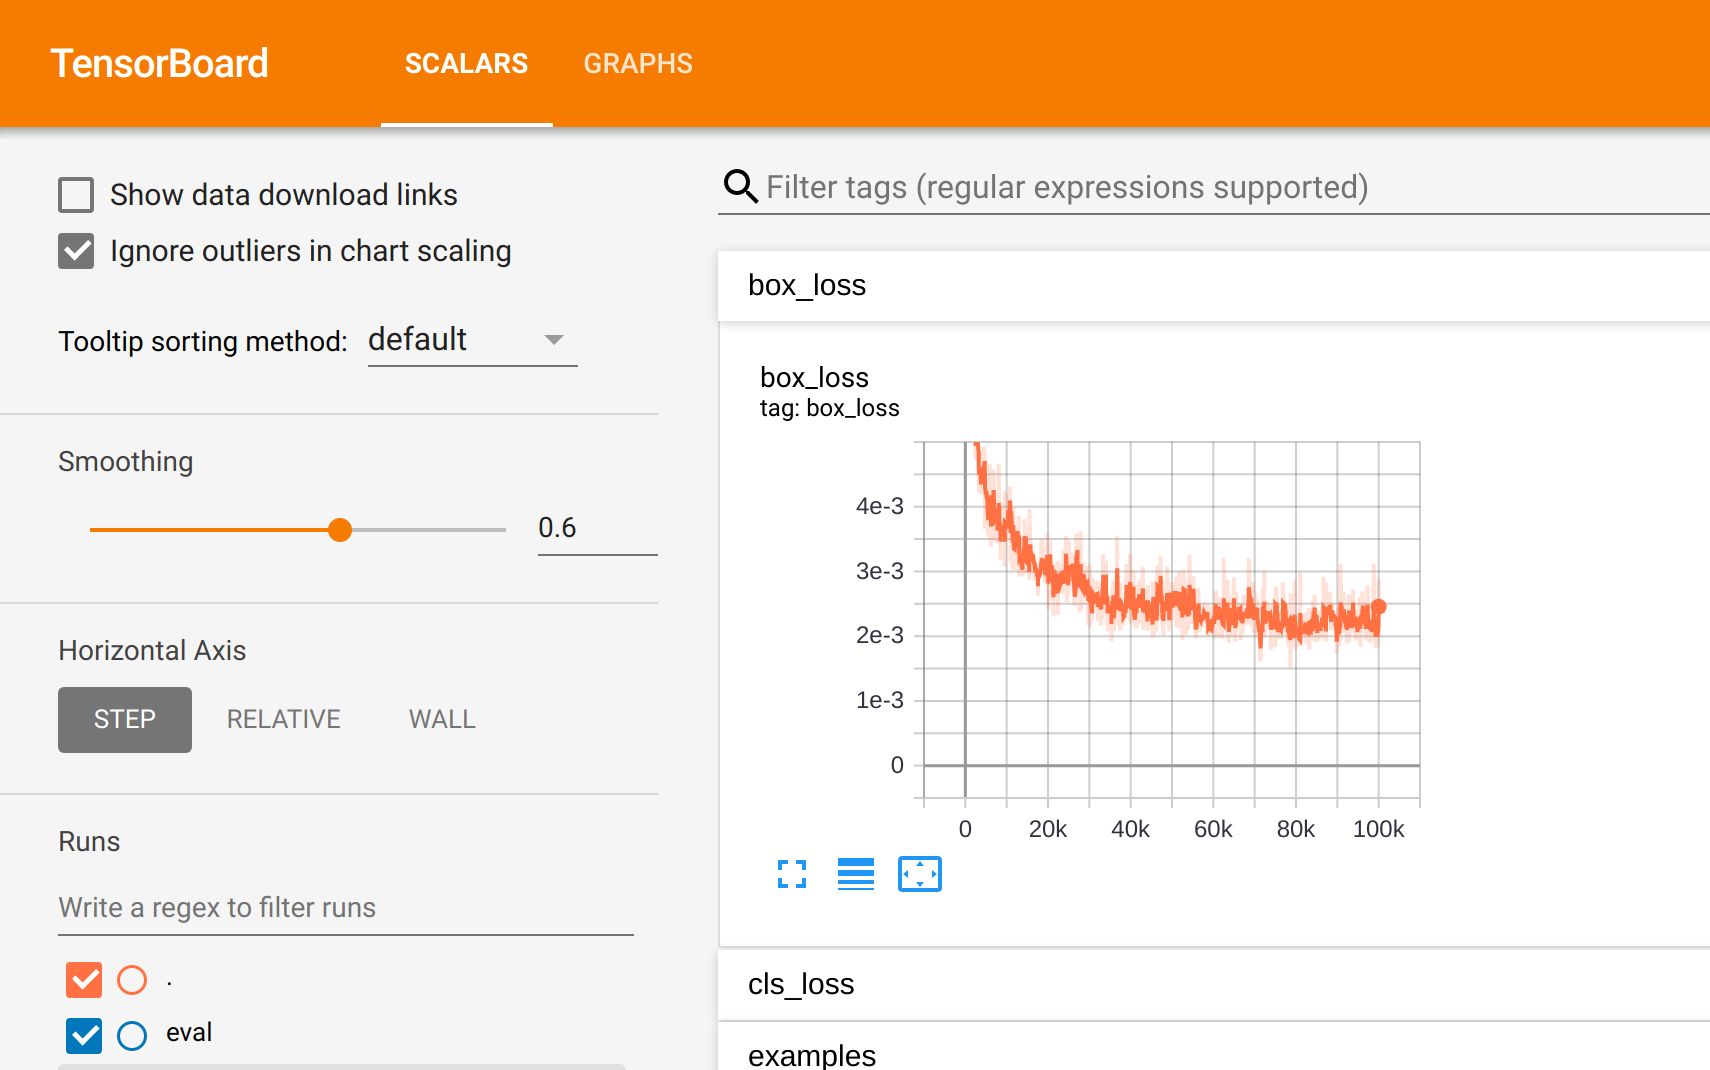 TensorBoard SCALARS GRAPHS
Show data download links
Ignore outliers in chart scaling
Tooltip sorting method: default
Smoothing
0.6
Horizontal Axis
STEP RELATIVE WALL
Runs
Write a regex to filter runs
.
eval
Filter tags (regular expressions supported)
box_loss
box_loss
tag: box_loss
4e-3
3e-3
2e-3
1e-3
0
0 20k 40k 60k 80k 100k
cls_loss
examples